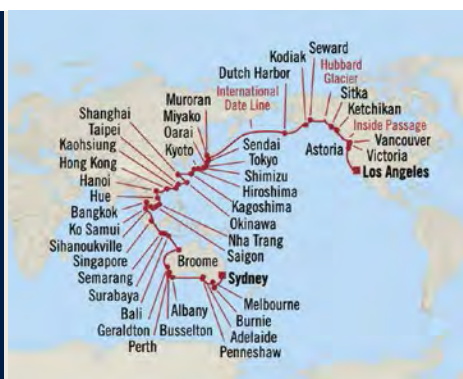 Seward
Kodiak
Hubbard
Glacier
Dutch Harbor
Sitka
International
Date Line
Ketchikan
Inside Passage
Vancouver
Victoria
Astoria
Los Angeles
Muroran
Miyako
Oarai
Kyoto
Shanghai
Taipei
Kaohsiung
Hong Kong
Hanoi
Hue
Bangkok
Ko Samui
Sihanoukville
Singapore
Semarang
Surabaya
Bali
Geraldton
Perth
Sendai
Tokyo
Shimizu
Hiroshima
Kagoshima
Okinawa
Nha Trang
Saigon
Broome
Sydney
Albany
Busselton
Melbourne
Burnie
Adelaide
Penneshaw